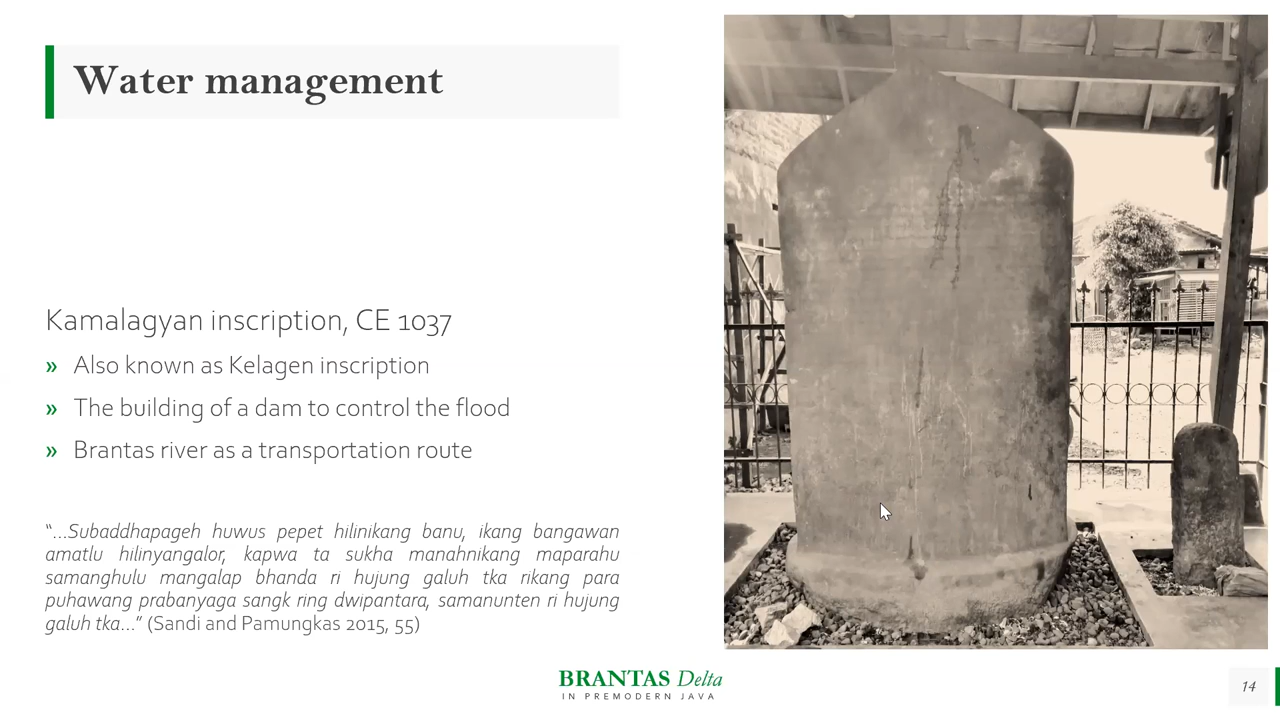 Water management
Kamalagyan inscription, CE 1037
» Also known as Kelagen inscription
» The building of a dam to control the flood
» Brantas river as a transportation route
“…Subaddhapageh huwus pepet hilinikang banu, ikang bangawan
amatlu hilinyangalor, kapwa ta sukha manahnikang maparahu
samanghulu mangalap bhanda ri hujung galuh tka rikang para
puhawang prabanyaga sangk ring dwipantara, samanunten ri hujung
galuh tka…” (Sandi and Pamungkas 2015, 55)
BRANTAS Delta
IN PREMODERN JAVA
14